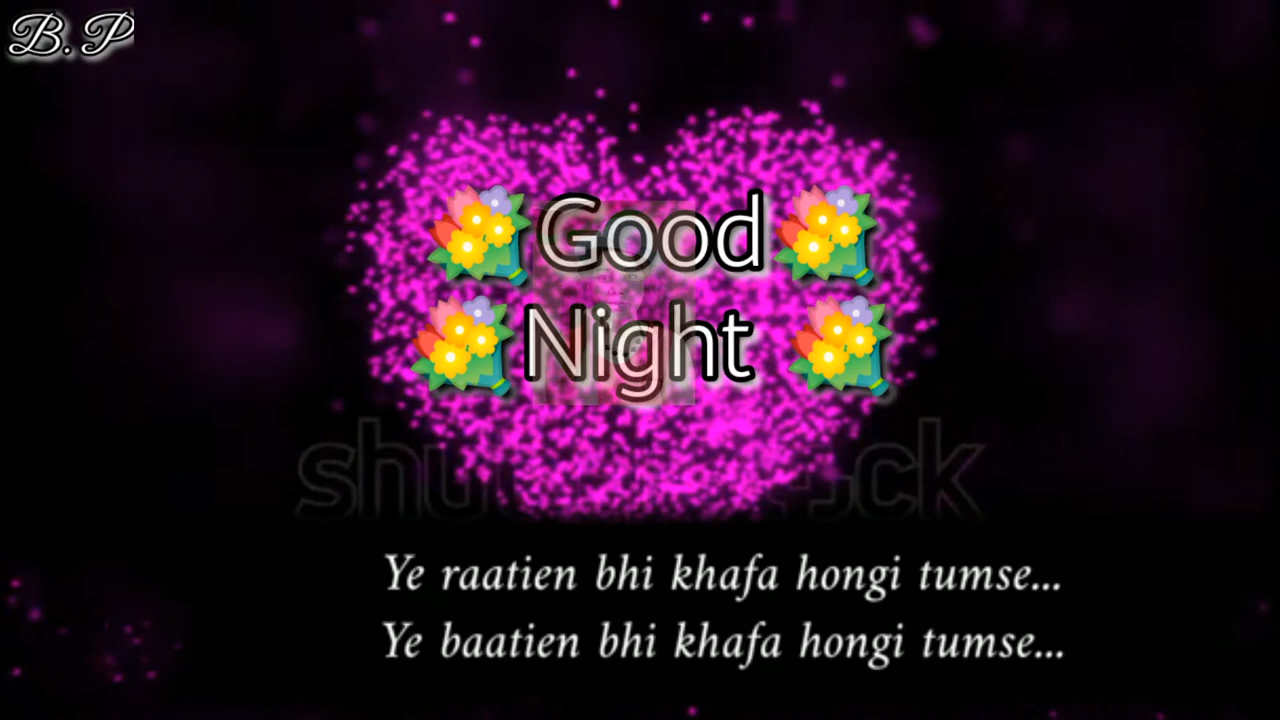 B. P
Good
Night
Ye raatien bhi khafa hongi tumse...
Ye baatien bhi khafa hongi tumse...